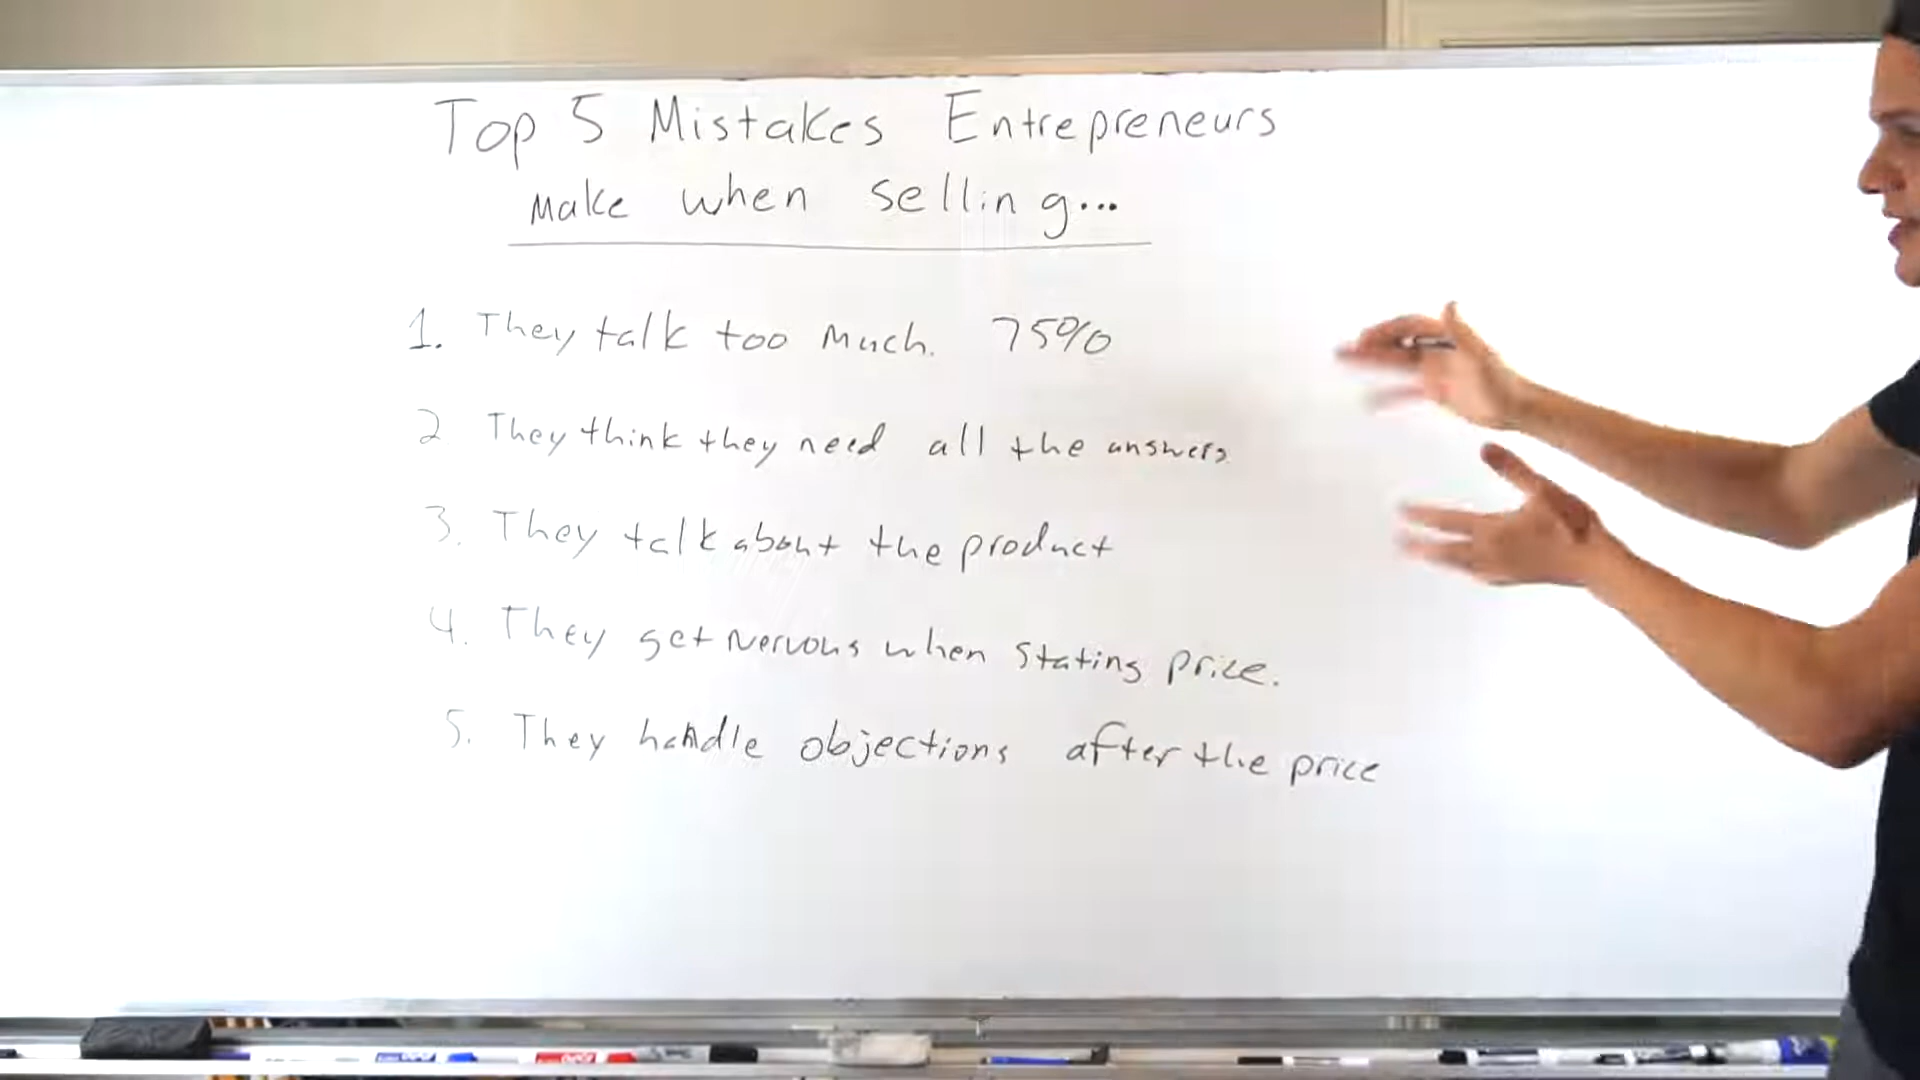 Top 5 Mistakes Entrepreneurs
Make when selling...
1. They talk too much. 75%
2 They think they need all the answers
3. They talk about the product
4. They get nervous when stating price.
5. They handle objections after the price
EXPO
EXPO